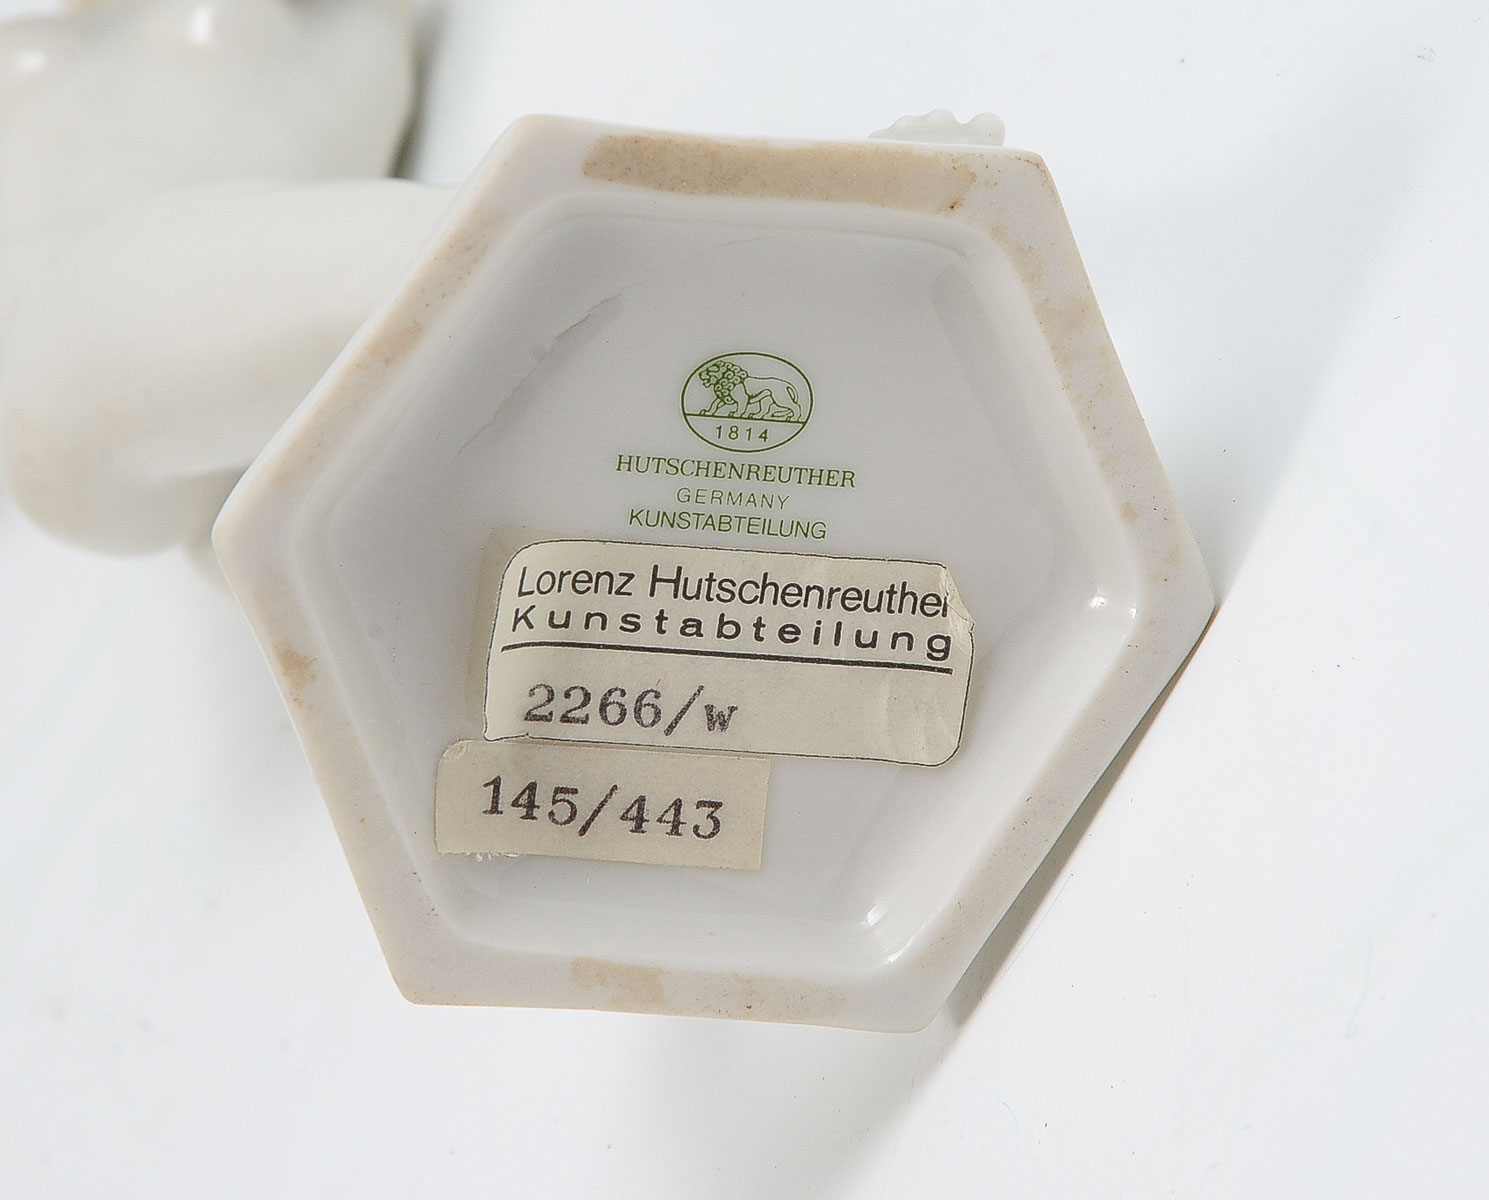 1814
HUTSCHENREUTHER
GERMANY
KUNSTABTEILUNG
Lorenz Hutschenreuther
Kunstabteilung
2266/w
145/443